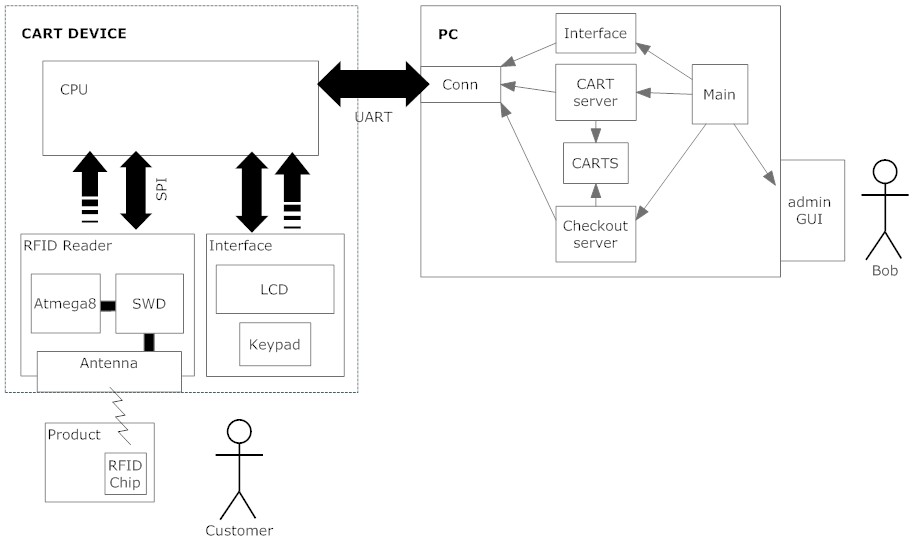 CART DEVICE
CPU
UART
SPI
RFID Reader
Atmega8
SWD
Antenna
Interface
LCD
Keypad
Product
RFID
Chip
Customer
PC
Conn
Interface
CART
server
Main
CARTS
Checkout
server
admin
GUI
Bob